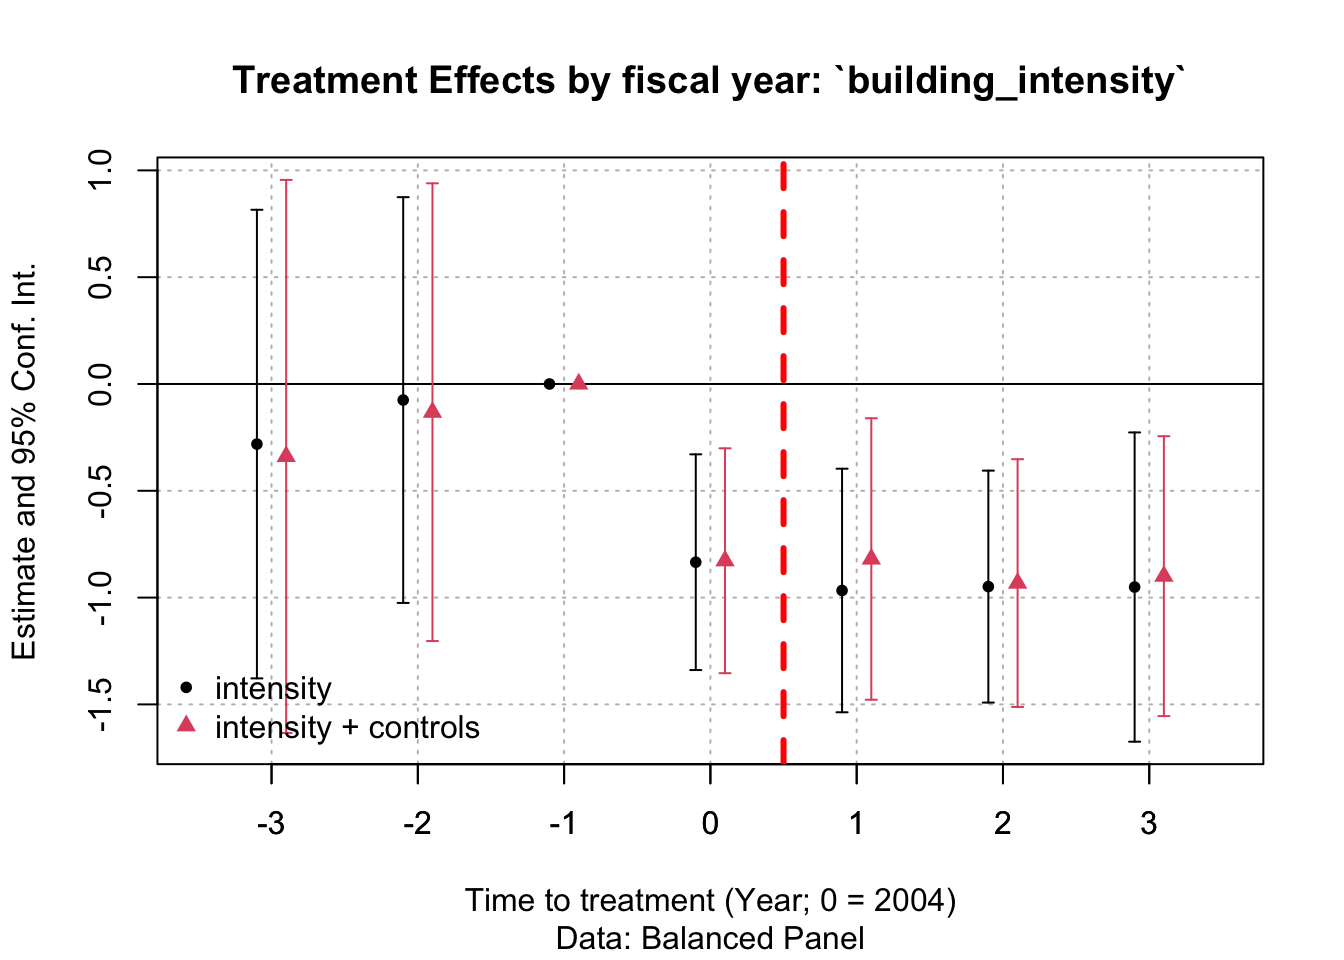 Treatment Effects by fiscal year: `building_intensity`
Estimate and 95% Conf. Int.
1.0
0.5
0.0
-0.5
-1.0
-1.5
intensity
intensity + controls
-3 -2 -1 0 1 2 3
Time to treatment (Year; 0 = 2004)
Data: Balanced Panel